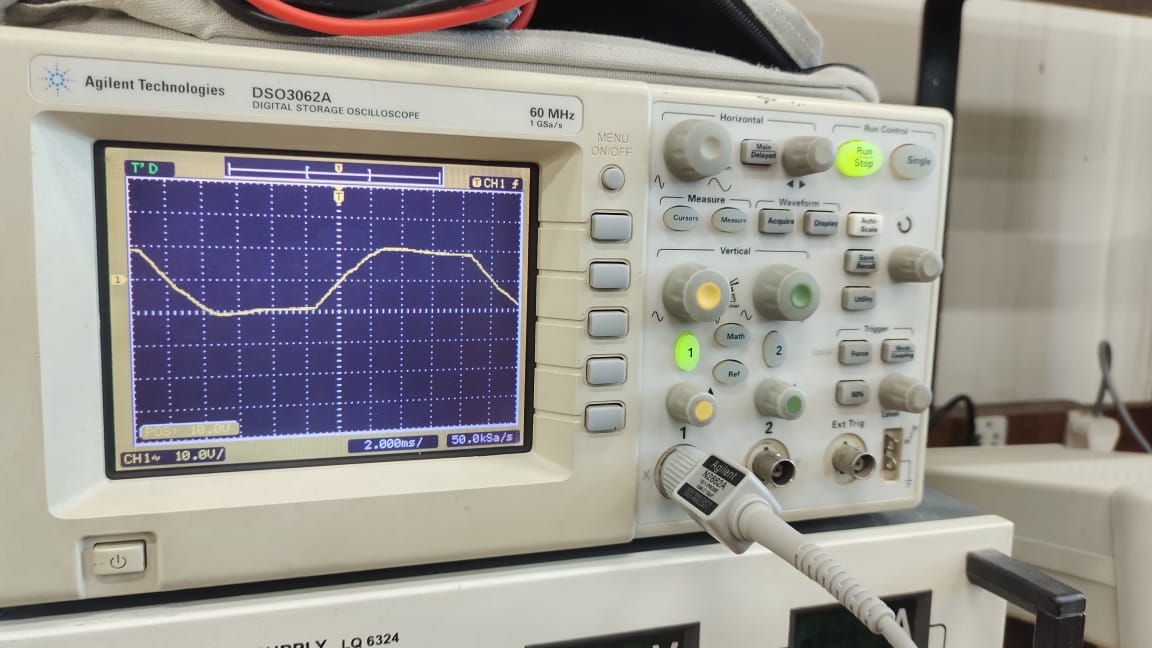 Agilent Technologies
DSO3062A
DIGITAL STORAGE OSCILLOSCOPE
60 MHz
1 GSa/s
MENU
ON/OFF
T'D
T
T CH1
T
1
POS: 10.0V
CH1~ 10.0V/
2.000ms/
50.0kSa/s
Horizontal
Main
Delayed
Run Control
Run
Stop
Single
Measure
Cursors
Measure
Waveform
Acquire
Display
Auto-
Scale
Save
Recall
Utility
Vertical
Math
1
2
Ref
Trigger
Force
Mode
Coupling
50%
Level
1
2
Ext Trig
X
Agilent
N2862A
LQ 6324
A